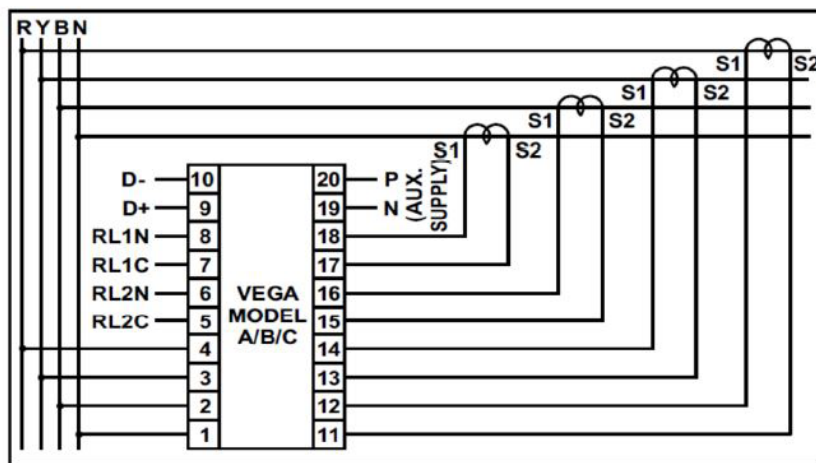 R Y B N
S1 S2
S1 S2
S1 S2
S1 S2
D- 10 20 P
D+ 9 19 N
(AUX. SUPPLY)
RL1N 8 18
RL1C 7 17
RL2N 6 16
RL2C 5 15
VEGA
MODEL
A/B/C
4 14
3 13
2 12
1 11